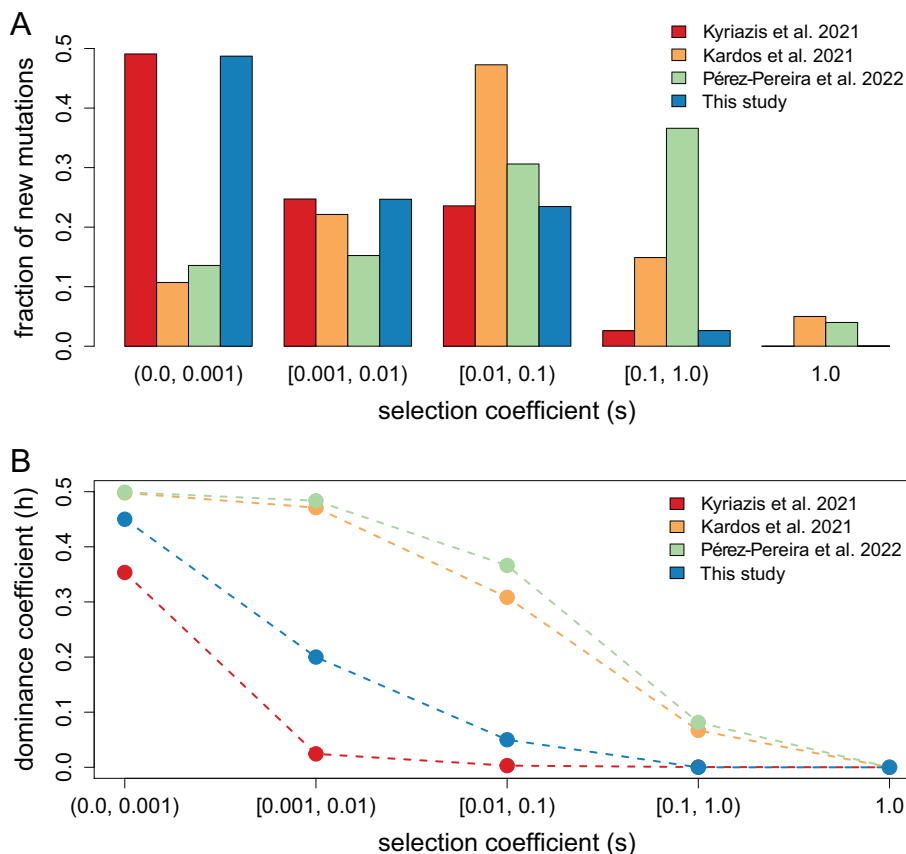 A
Kyriazis et al. 2021
Kardos et al. 2021
Pérez-Pereira et al. 2022
This study
fraction of new mutations
0.5
0.4
0.3
0.2
0.1
0.0
(0.0, 0.001) [0.001, 0.01) [0.01, 0.1) [0.1, 1.0) 1.0
selection coefficient (s)
B
Kyriazis et al. 2021
Kardos et al. 2021
Pérez-Pereira et al. 2022
This study
dominance coefficient (h)
0.5
0.4
0.3
0.2
0.1
0.0
(0.0, 0.001) [0.001, 0.01) [0.01, 0.1) [0.1, 1.0) 1.0
selection coefficient (s)